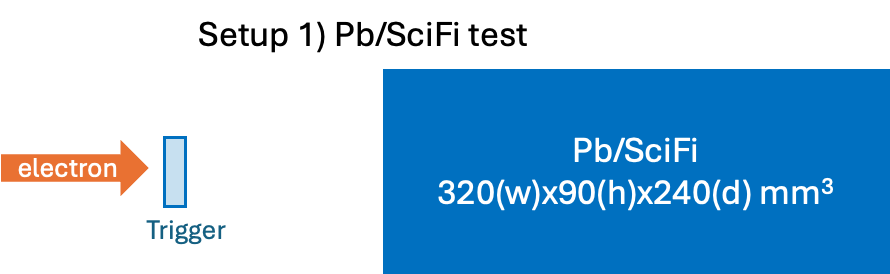 Setup 1) Pb/SciFi test
electron
Trigger
Pb/SciFi
320(w)x90(h)x240(d) mm³